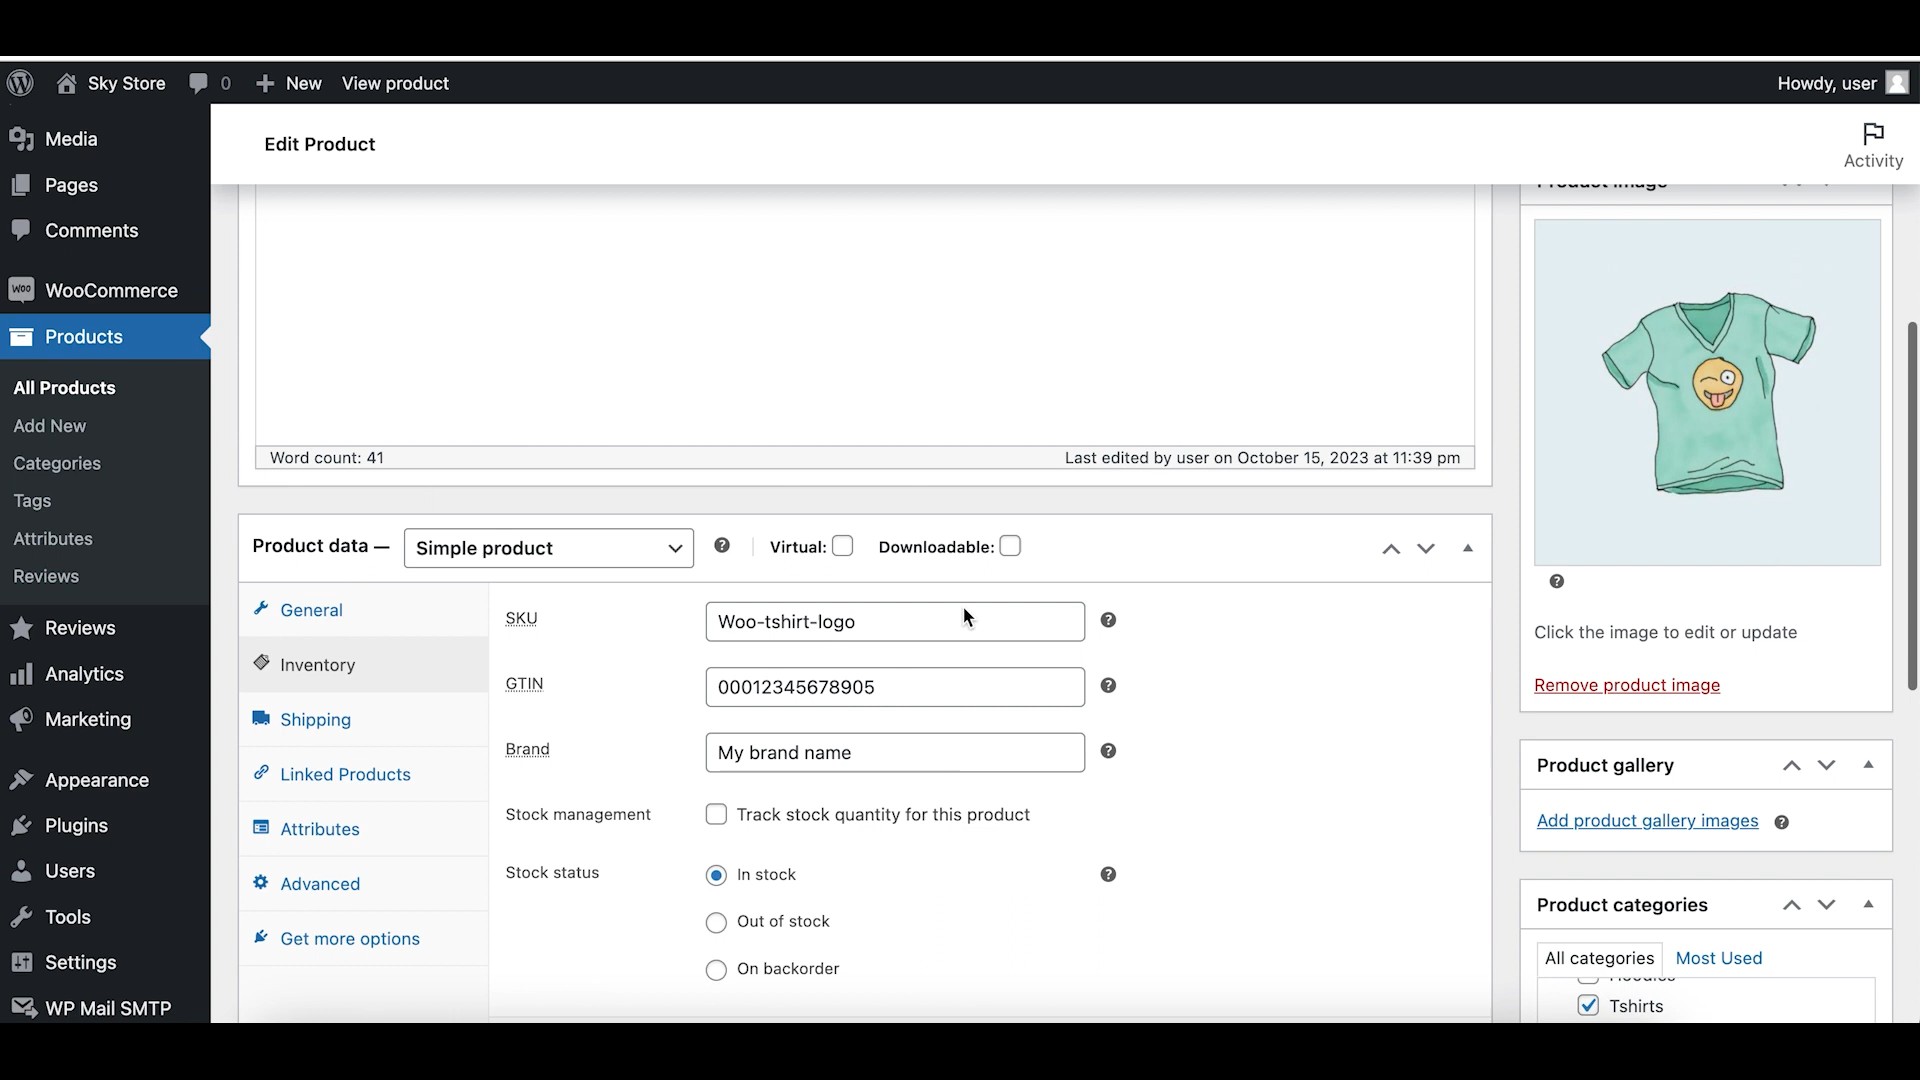 Sky Store
0
New
View product
Howdy, user
Media
Pages
Comments
WOO
WooCommerce
Products
All Products
Add New
Categories
Tags
Attributes
Reviews
Reviews
Analytics
Marketing
Appearance
Plugins
Users
Tools
Settings
WP Mail SMTP
Edit Product
Activity
Word count: 41
Last edited by user on October 15, 2023 at 11:39 pm
Product data —
Simple product
Virtual:
Downloadable:
General
Inventory
Shipping
Linked Products
Attributes
Advanced
Get more options
SKU
Woo-tshirt-logo
GTIN
00012345678905
Brand
My brand name
Stock management
Track stock quantity for this product
Stock status
In stock
Out of stock
On backorder
Product image
Click the image to edit or update
Remove product image
Product gallery
Add product gallery images
Product categories
All categories
Most Used
Hoodies
Tshirts